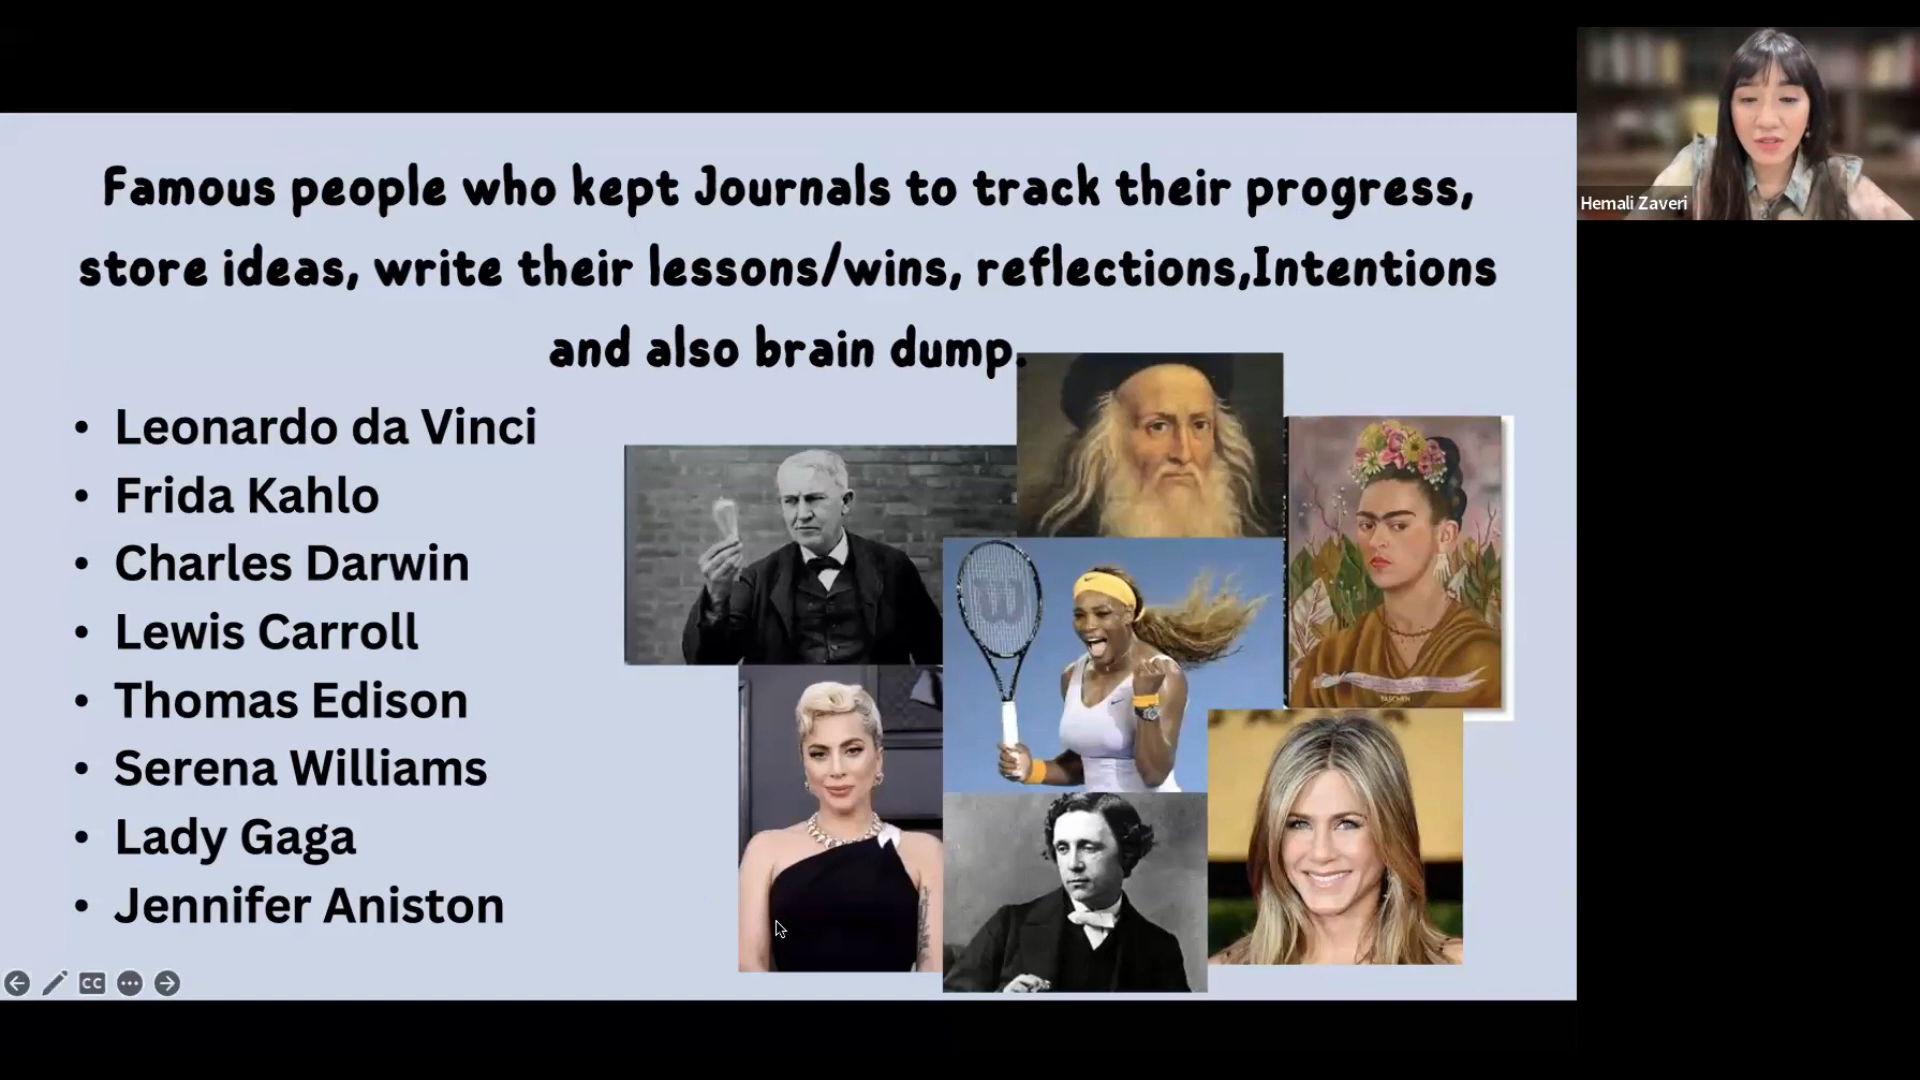 Famous people who kept Journals to track their progress,
store ideas, write their lessons/wins, reflections,Intentions
and also brain dump.
• Leonardo da Vinci
• Frida Kahlo
• Charles Darwin
• Lewis Carroll
• Thomas Edison
• Serena Williams
• Lady Gaga
• Jennifer Aniston
W
TASCHEN
CC
Hemali Zaveri